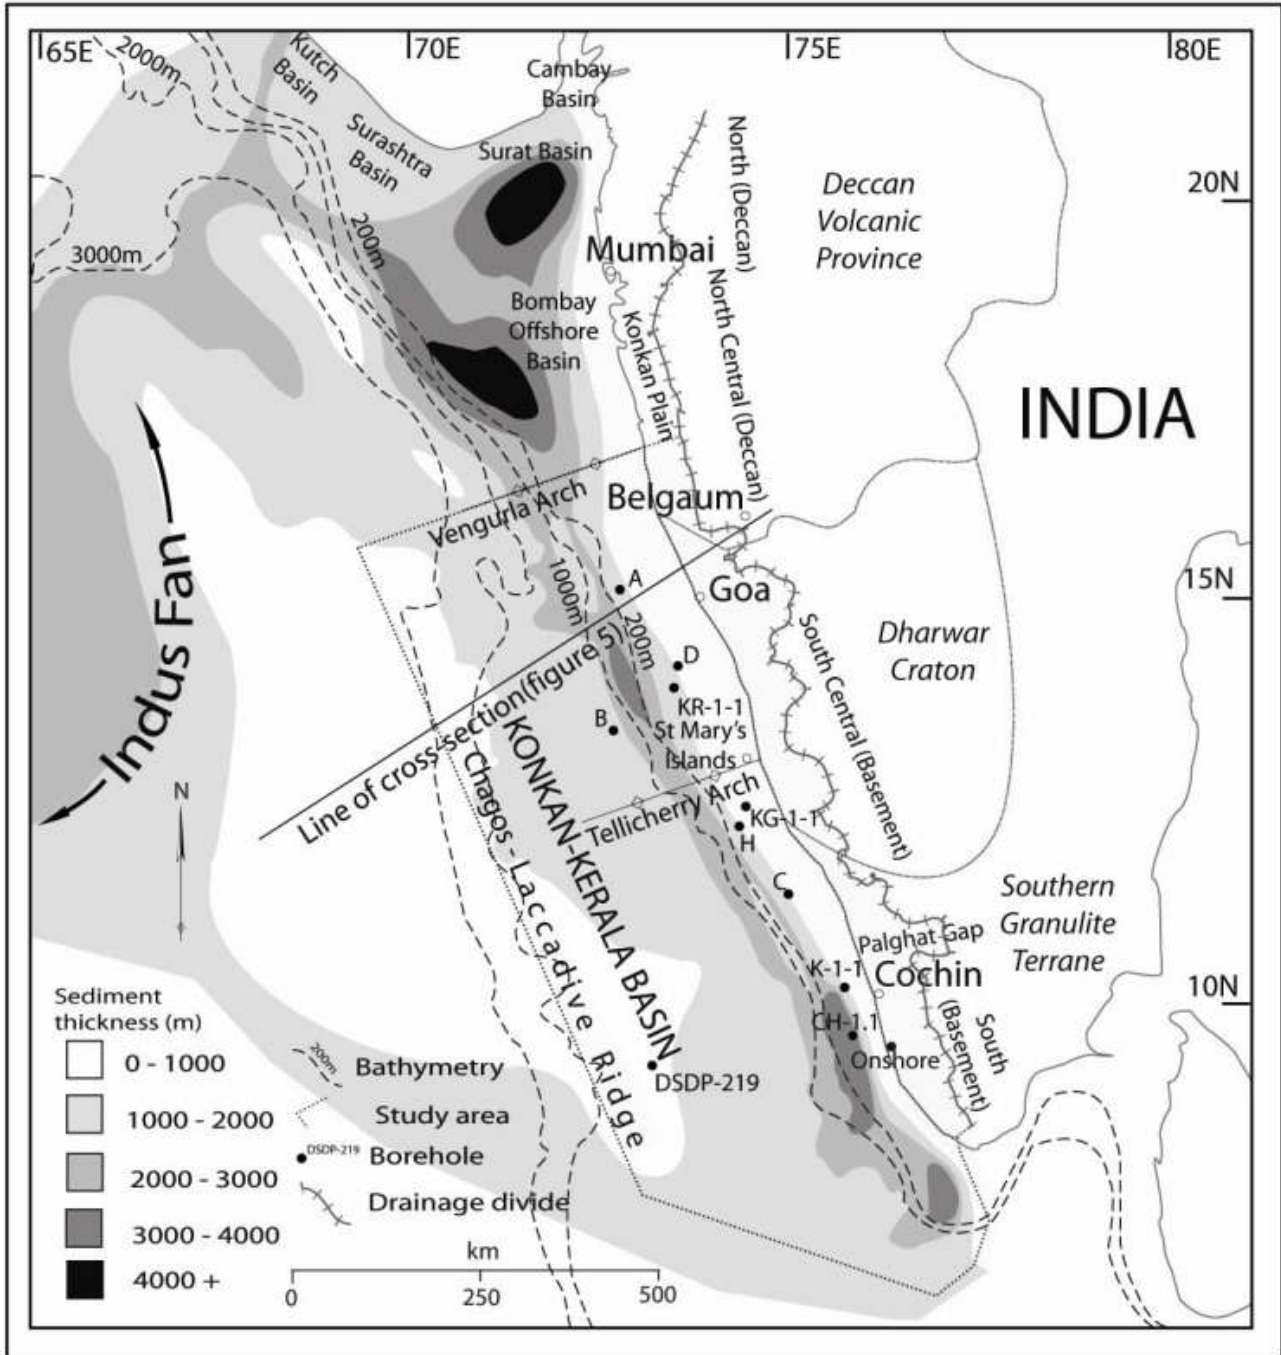 65E
70E
75E
80E
2000m
Kutch
Basin
Cambay
Basin
Surashtra
Basin
Surat Basin
North (Deccan)
Deccan
Volcanic
Province
20N
200m
3000m
Mumbai
North Central (Deccan)
Bombay
Offshore
Basin
Konkan Plain
INDIA
Indus Fan
Vengurla Arch
Belgaum
1000m
A
Goa
15N
200m
South Central (Basement)
Dharwar
Craton
D
KR-1-1
B
St Mary's
Islands
Line of cross-section(figure 5)
KONKAN-KERALA BASIN
Chagos - Laccadive Ridge
Tellicherry Arch
KG-1-1
H
C
Southern
Granulite
Terrane
Palghat Gap
K-1-1
Cochin
10N
CH-1.1
Onshore
South
(Basement)
DSDP-219
N
Sediment
thickness (m)
0 - 1000
1000 - 2000
2000 - 3000
3000 - 4000
4000 +
200m
Bathymetry
Study area
DSDP-219
Borehole
Drainage divide
km
0
250
500